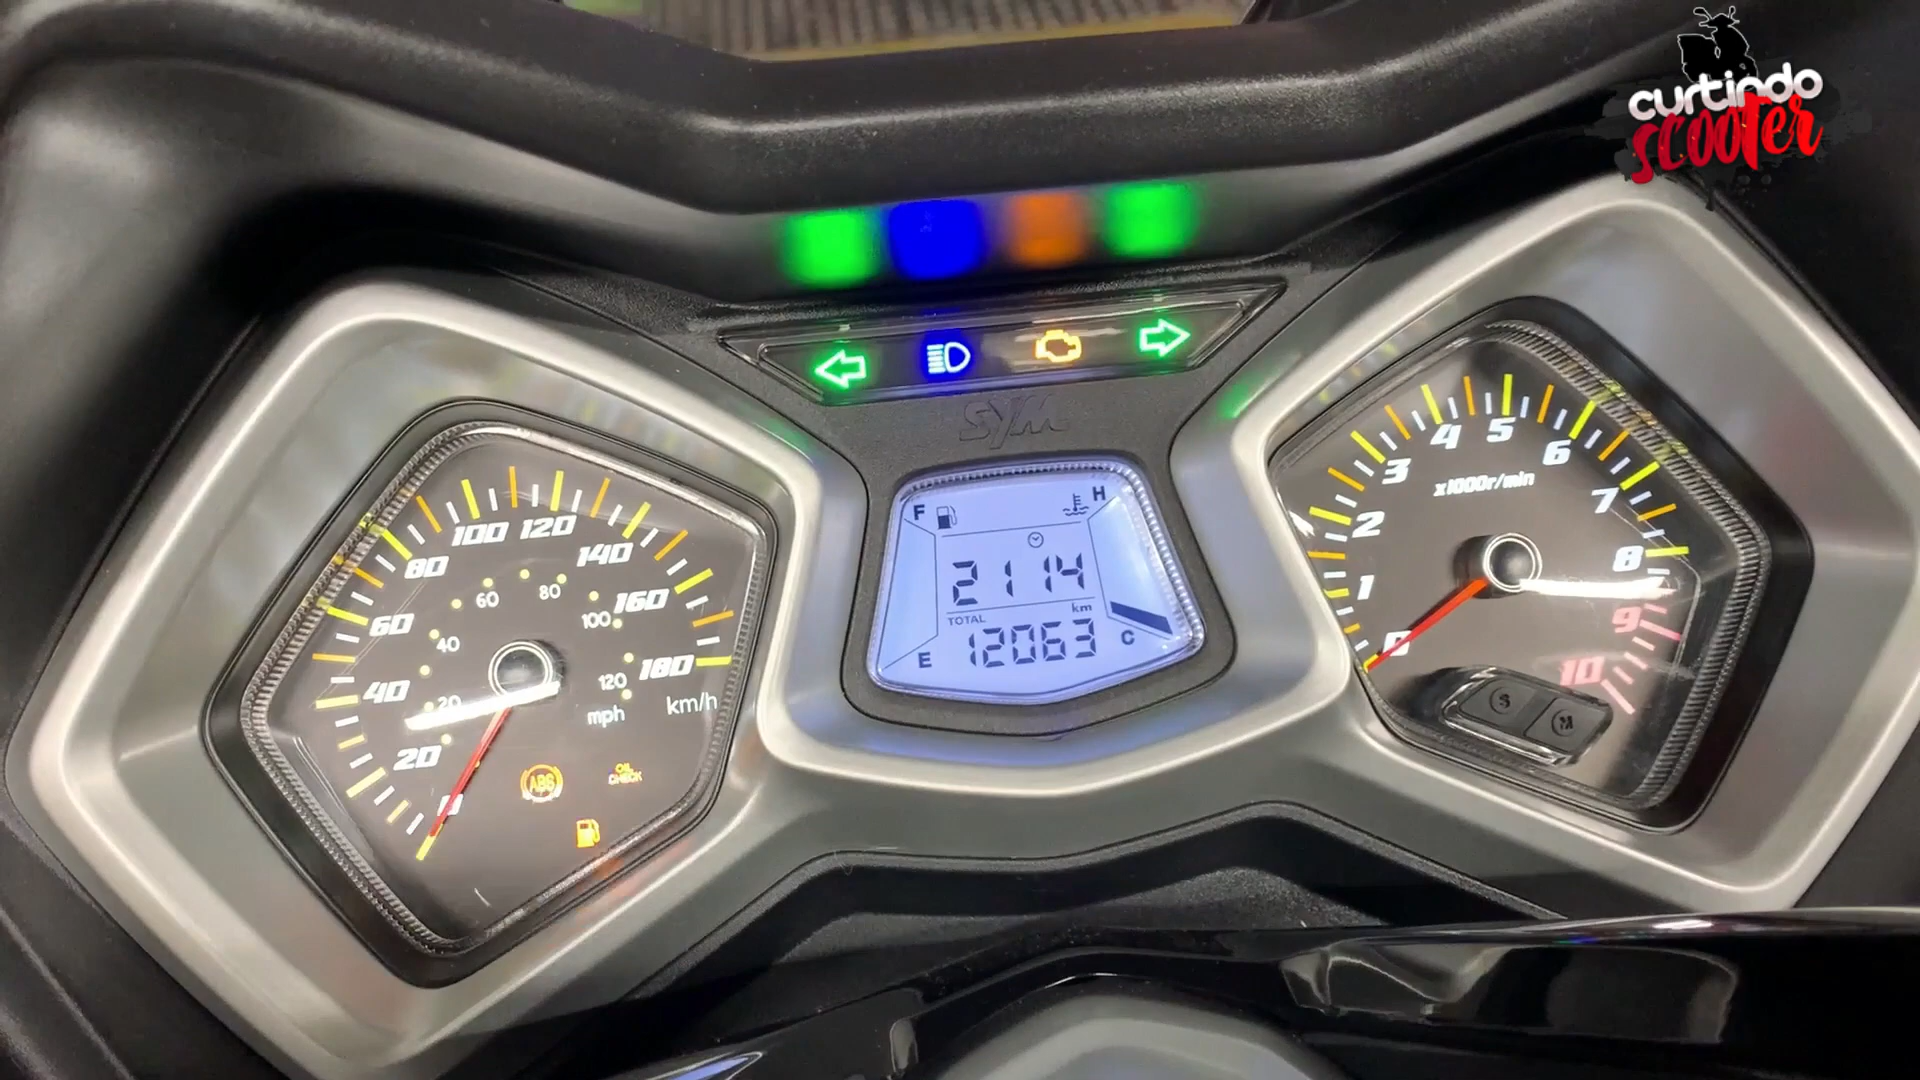 curtindo
scooter
SYM
F
H
2114
km
TOTAL
12063
E
C
20
40
60
80
100
120
140
160
180
km/h
20
40
60
80
100
120
mph
ABS
OIL
CHECK
0
1
2
3
4
5
6
7
8
9
10
x1000r/min
S
M